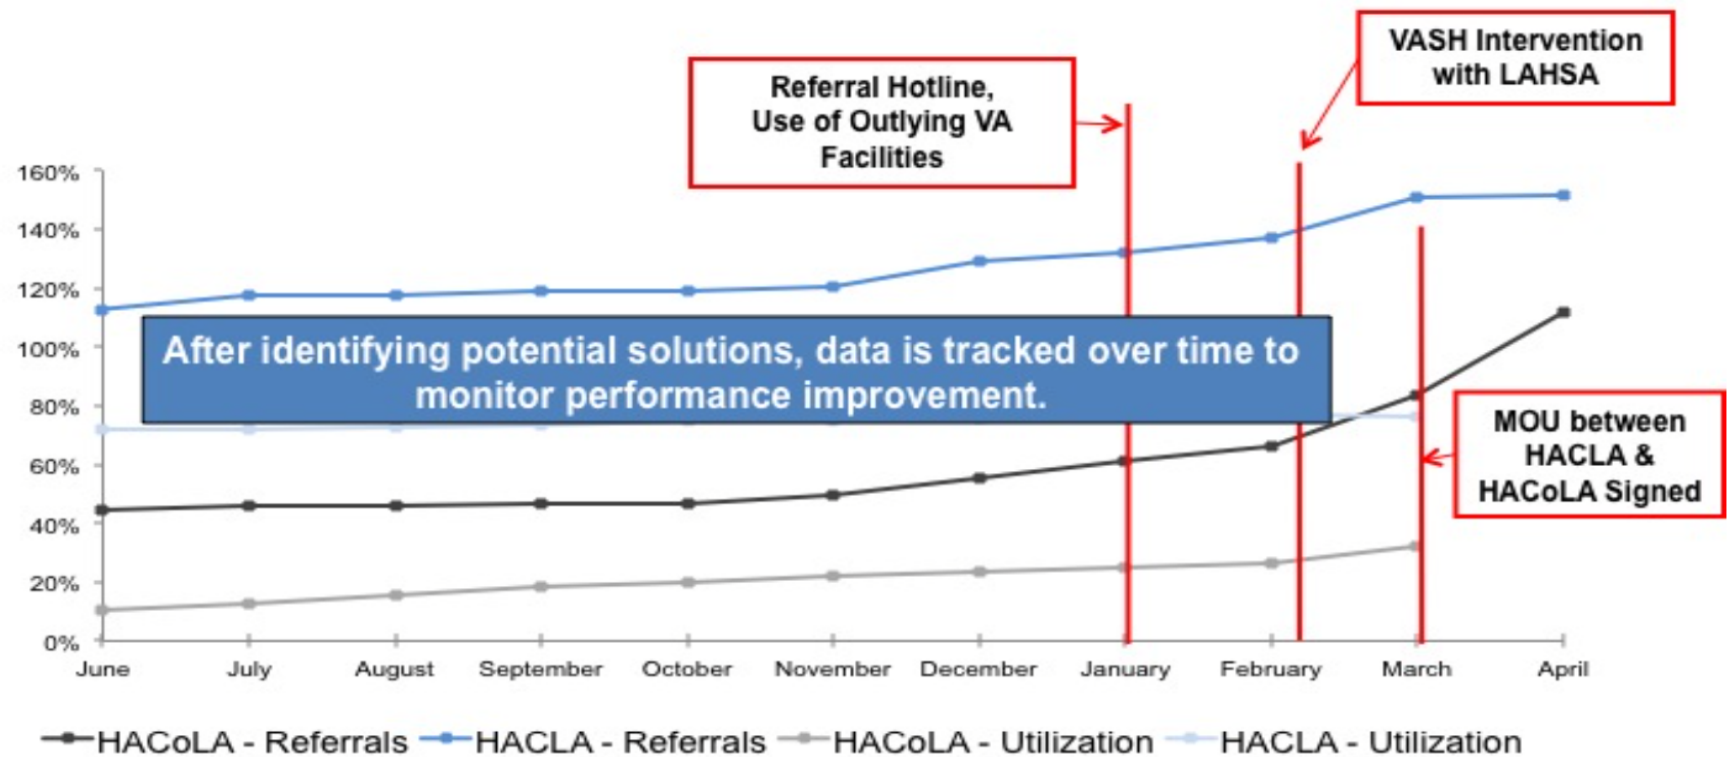 VASH Intervention
with LAHSA
Referral Hotline,
Use of Outlying VA
Facilities
160%
140%
120%
100%
80%
60%
40%
20%
0%
After identifying potential solutions, data is tracked over time to
monitor performance improvement.
MOU between
HACLA &
HACoLA Signed
June July August September October November December January February March April
HACoLA - Referrals HACLA - Referrals HACoLA - Utilization HACLA - Utilization